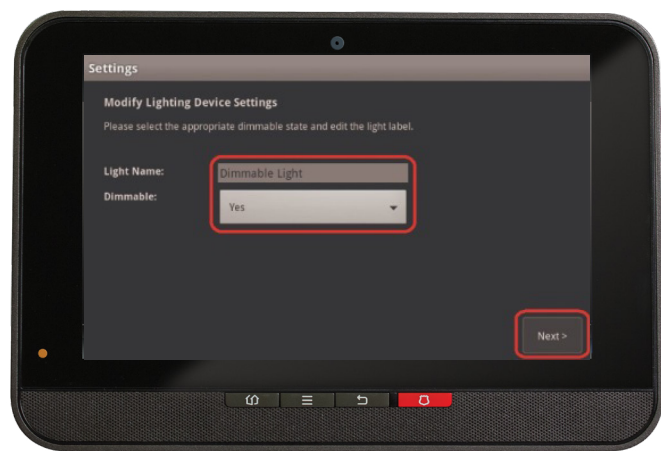 Settings
Modify Lighting Device Settings
Please select the appropriate dimmable state and edit the light label.
Light Name:
Dimmable Light
Dimmable:
Yes
Next >